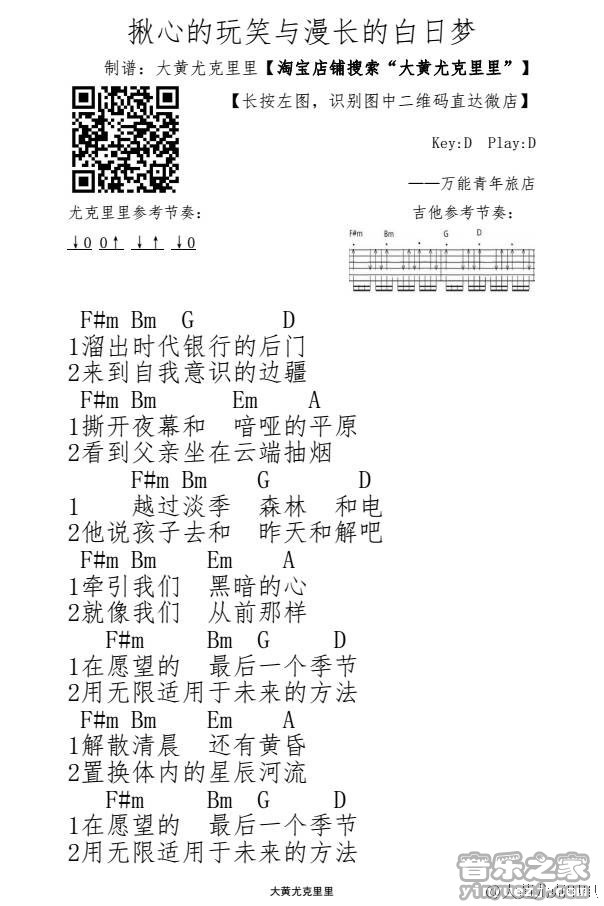 揪心的玩笑与漫长的白日梦
制谱：大黄尤克里里【淘宝店铺搜索“大黄尤克里里”】
【长按左图，识别图中二维码直达微店】
Key:D Play:D
——万能青年旅店
尤克里里参考节奏：
吉他参考节奏：
↓0 0↑ ↓↑ ↓0
F#m Bm G D
F#m Bm G D
1溜出时代银行的后门
2来到自我意识的边疆
F#m Bm Em A
1撕开夜幕和 喑哑的平原
2看到父亲坐在云端抽烟
F#m Bm G D
1 越过淡季 森林 和电
2他说孩子去和 昨天和解吧
F#m Bm Em A
1牵引我们 黑暗的心
2就像我们 从前那样
F#m Bm G D
1在愿望的 最后一个季节
2用无限适用于未来的方法
F#m Bm Em A
1解散清晨 还有黄昏
2置换体内的星辰河流
F#m Bm G D
1在愿望的 最后一个季节
2用无限适用于未来的方法
大黄尤克里里
音乐之家